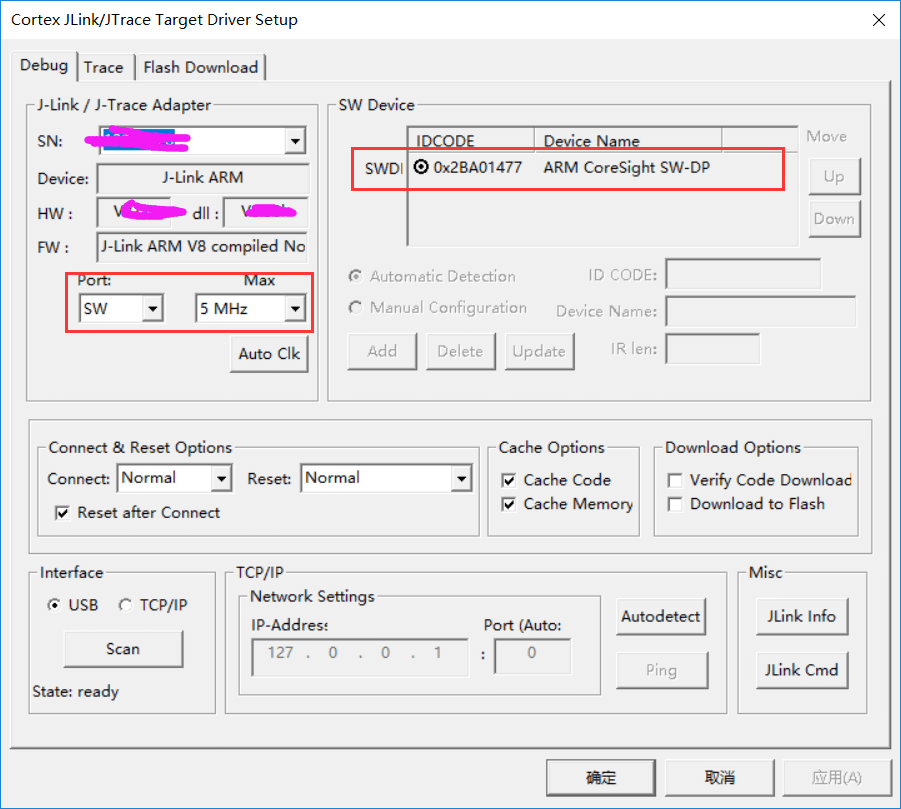 Cortex JLink/JTrace Target Driver Setup
Debug Trace Flash Download
J-Link / J-Trace Adapter
SN:
Device: J-Link ARM
HW : dll :
FW : J-Link ARM V8 compiled No
Port: Max
SW 5 MHz
Auto Clk
SW Device
IDCODE Device Name
SWDI 0x2BA01477 ARM CoreSight SW-DP
Move
Up
Down
Automatic Detection ID CODE:
Manual Configuration Device Name:
Add Delete Update IR len:
Connect & Reset Options
Connect: Normal Reset: Normal
Reset after Connect
Cache Options
Cache Code
Cache Memory
Download Options
Verify Code Download
Download to Flash
Interface
USB TCP/IP
Scan
State: ready
TCP/IP
Network Settings
IP-Address Port (Auto:
127 . 0 . 0 . 1 : 0
Autodetect
Ping
Misc
JLink Info
JLink Cmd
确定 取消 应用(A)